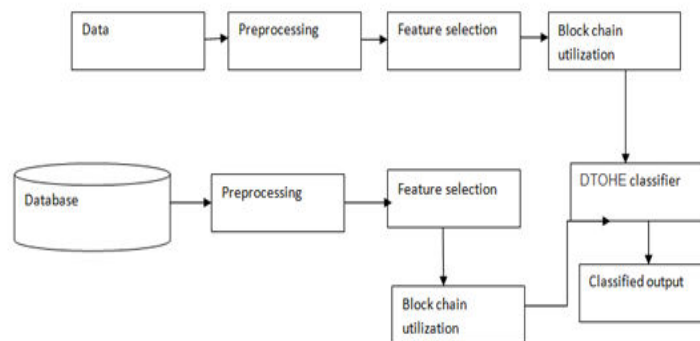 Data
Preprocessing
Feature selection
Block chain
utilization
Database
Preprocessing
Feature selection
DTOHE classifier
Block chain
utilization
Classified output